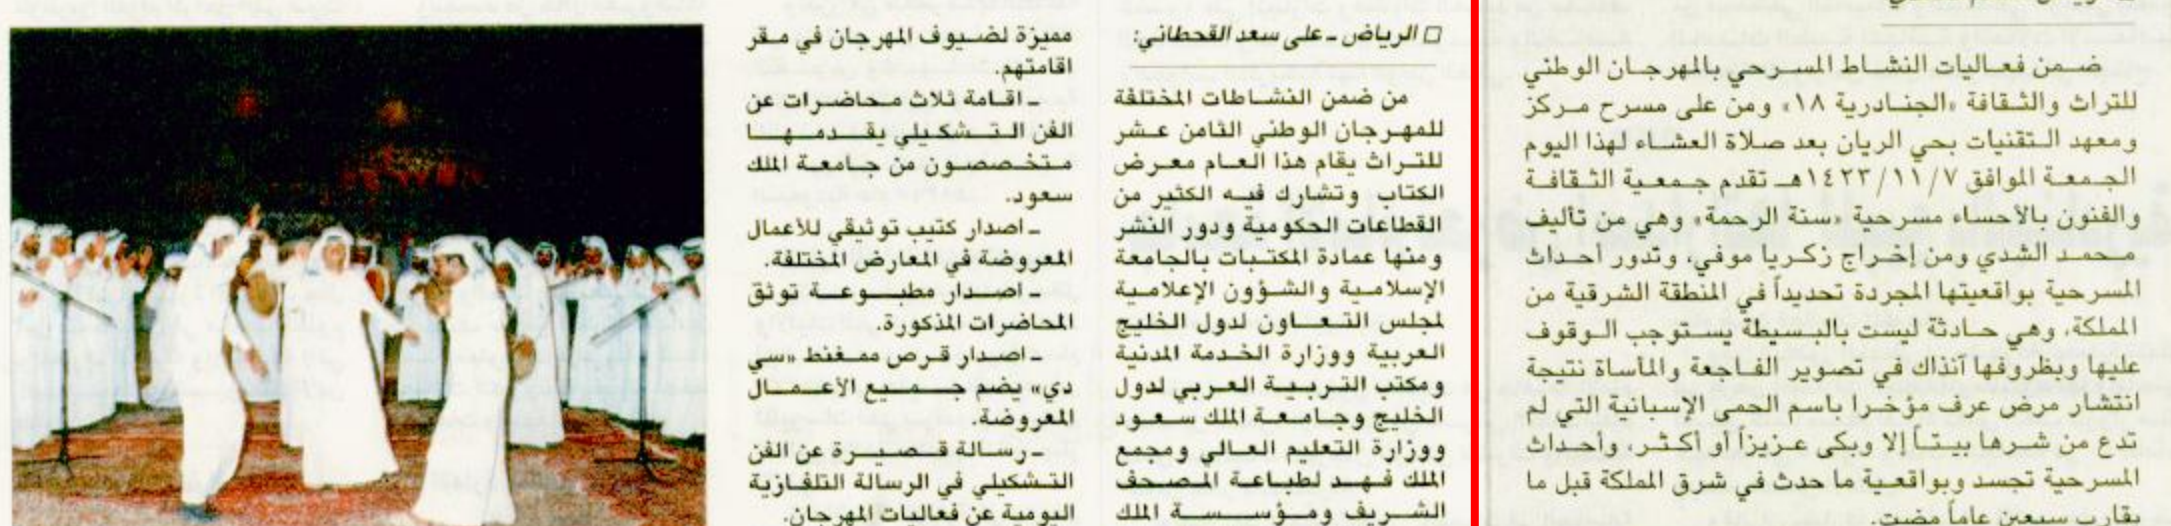 ضمن فعاليات النشاط المسرحي بالمهرجان الوطني
للتراث والثقافة «الجنادرية ١٨» ومن على مسرح مركز
ومعهد التقنيات بحي الريان بعد صلاة العشاء لهذا اليوم
الجمعة الموافق ١٤٢٣/١١/٧هـ تقدم جمعية الثقافة
والفنون بالأحساء مسرحية «سنة الرحمة» وهي من تأليف
محمد الشدي ومن إخراج زكريا موفي، وتدور أحداث
المسرحية بواقعيتها المجردة تحديداً في المنطقة الشرقية من
المملكة، وهي حادثة ليست بالبسيطة يستوجب الوقوف
عليها وبظروفها آنذاك في تصوير الفاجعة والمأساة نتيجة
انتشار مرض عرف مؤخرا باسم الحمى الإسبانية التي لم
تدع من شرها بيتاً إلا وبكى عزيزاً أو أكثر، وأحداث
المسرحية تجسد وبواقعية ما حدث في شرق المملكة قبل ما
يقارب سبعين عاماً مضت.
□ الرياض ـ على سعد القحطاني:
من ضمن النشاطات المختلفة
للمهرجان الوطني الثامن عشر
للتراث يقام هذا العام معرض
الكتاب وتشارك فيه الكثير من
القطاعات الحكومية ودور النشر
ومنها عمادة المكتبات بالجامعة
الإسلامية والشؤون الإعلامية
لمجلس التعاون لدول الخليج
العربية ووزارة الخدمة المدنية
ومكتب التربية العربي لدول
الخليج وجامعة الملك سعود
ووزارة التعليم العالي ومجمع
الملك فهد لطباعة المصحف
الشريف ومؤسسة الملك
مميزة لضيوف المهرجان في مقر
اقامتهم.
ـ اقامة ثلاث محاضرات عن
الفن التشكيلي يقدمها
متخصصون من جامعة الملك
سعود.
ـ اصدار كتيب توثيقي للأعمال
المعروضة في المعارض المختلفة.
ـ اصدار مطبوعة توثق
المحاضرات المذكورة.
ـ اصدار قرص ممغنط «سي
دي» يضم جميع الأعمال
المعروضة.
ـ رسالة قصيرة عن الفن
التشكيلي في الرسالة التلفازية
اليومية عن فعاليات المهرجان.